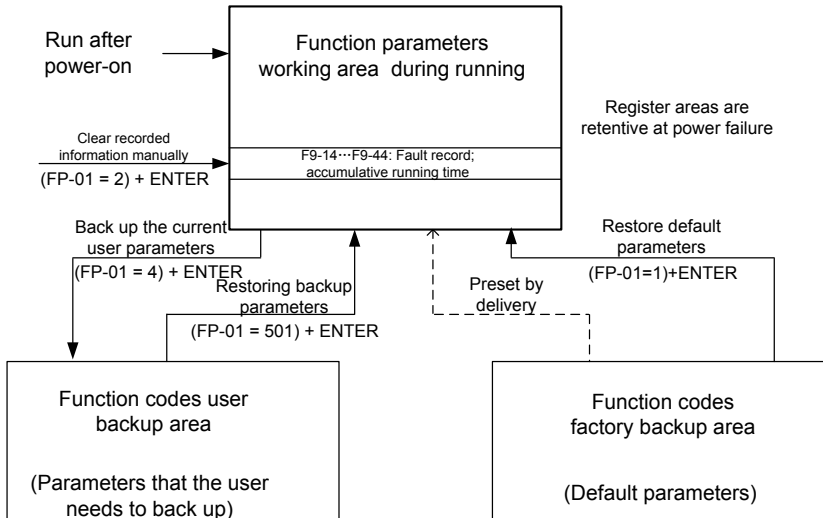 Run after
power-on
Function parameters
working area during running
Register areas are
retentive at power failure
Clear recorded
information manually
(FP-01 = 2) + ENTER
F9-14…F9-44: Fault record;
accumulative running time
Back up the current
user parameters
(FP-01 = 4) + ENTER
Restoring backup
parameters
(FP-01 = 501) + ENTER
Preset by
delivery
Restore default
parameters
(FP-01=1)+ENTER
Function codes user
backup area
(Parameters that the user
needs to back up)
Function codes
factory backup area
(Default parameters)